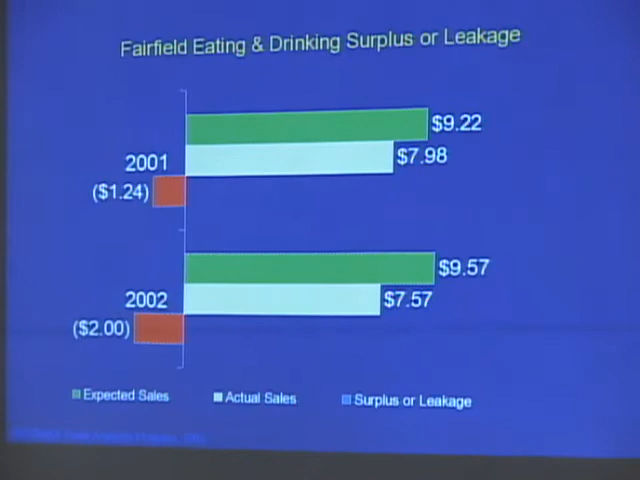 Fairfield Eating & Drinking Surplus or Leakage
$9.22
2001
$7.98
($1.24)
$9.57
2002
$7.57
($2.00)
Expected Sales
Actual Sales
Surplus or Leakage